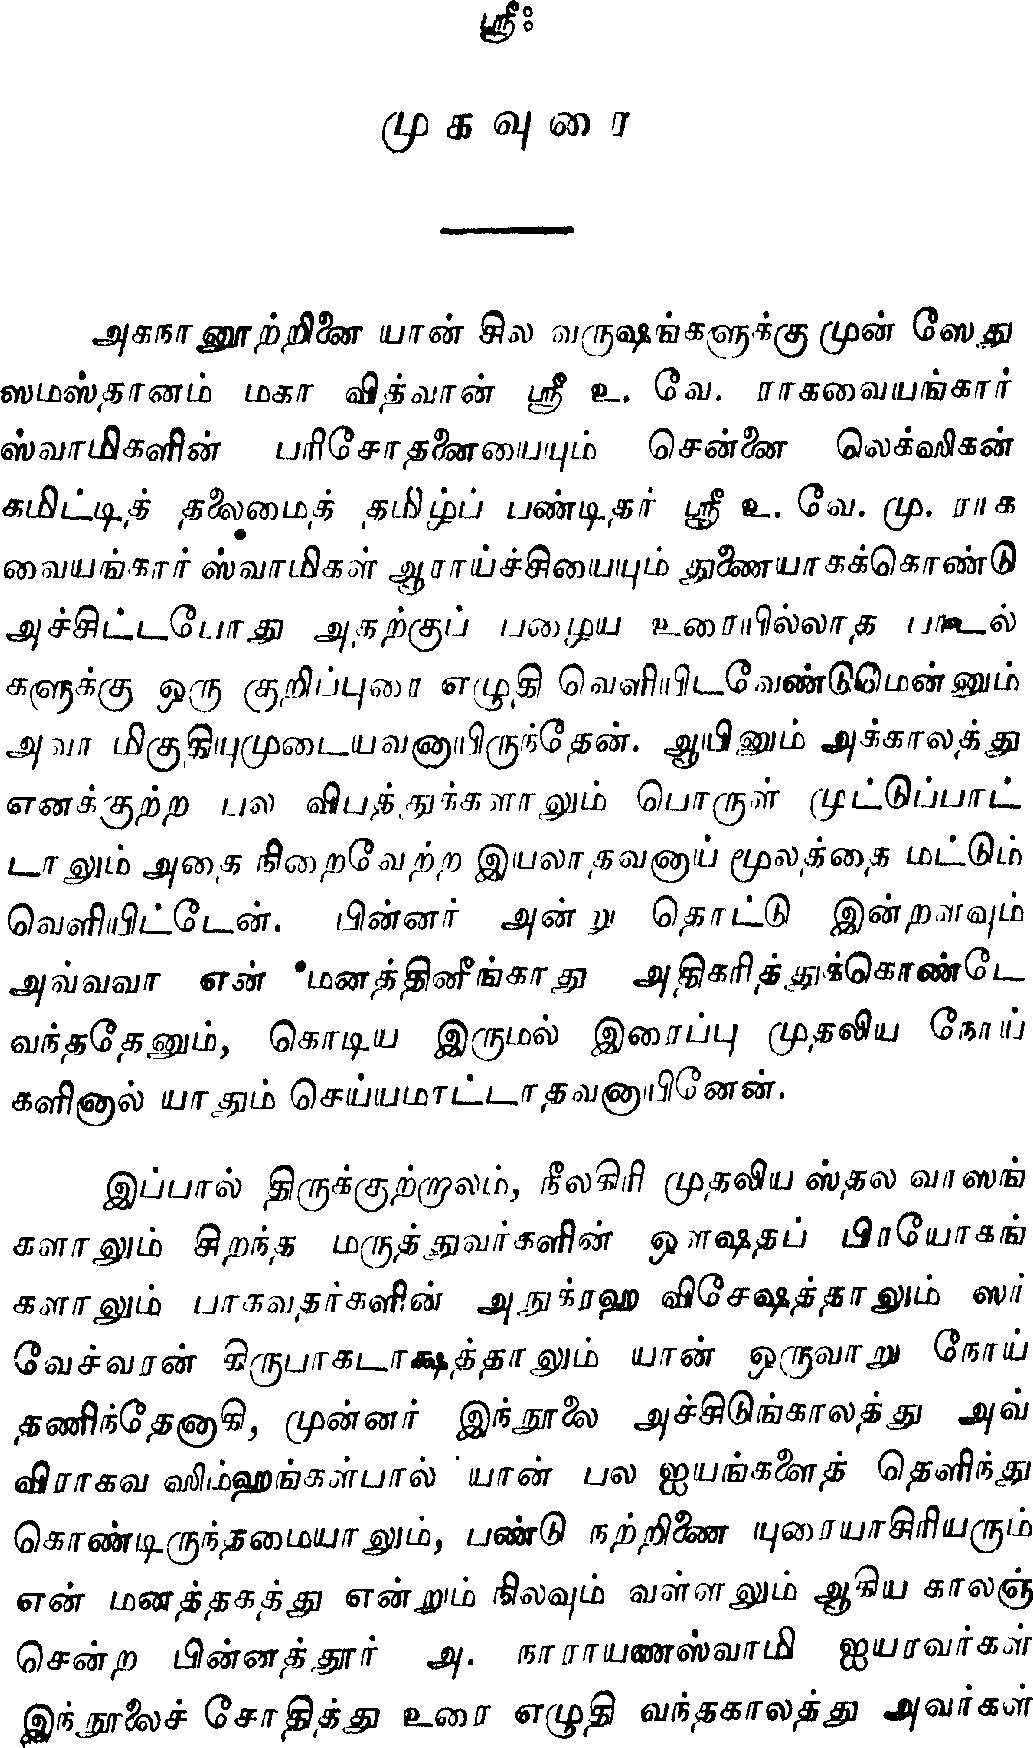 ஸ்ரீः
முகவுரை
அகநானூற்றினை யான் சில வருஷங்களுக்கு முன் ஸேது
ஸமஸ்தானம் மகா வித்வான் ஸ்ரீ உ. வே. ராகவையங்கார்
ஸ்வாமிகளின் பரிசோதனையையும் சென்னை லெக்ஸிகன்
கமிட்டித் தலைமைத் தமிழ்ப் பண்டிதர் ஸ்ரீ உ. வே. மு. ராக
வையங்கார் ஸ்வாமிகள் ஆராய்ச்சியையும் துணையாகக்கொண்டு
அச்சிட்டபோது அதற்குப் பழைய உரையில்லாத பாடல்
களுக்கு ஒரு குறிப்புரை எழுதி வெளியிடவேண்டுமென்னும்
அவா மிகுதியுமுடையவனாயிருந்தேன். ஆயினும் அக்காலத்து
எனக்குற்ற பல விபத்துக்களாலும் பொருள் முட்டுப்பாட்
டாலும் அதை நிறைவேற்ற இயலாதவனாய் மூலத்தை மட்டும்
வெளியிட்டேன். பின்னர் அன்று தொட்டு இன்றளவும்
அவ்வவா என் மனத்தினீங்காது அதிகரித்துக்கொண்டே
வந்ததேனும், கொடிய இருமல் இரைப்பு முதலிய நோய்
களினால் யாதும் செய்யமாட்டாதவனாயினேன்.
இப்பால் திருக்குற்றாலம், நீலகிரி முதலிய ஸ்தல வாஸங்
களாலும் சிறந்த மருத்துவர்களின் ஔஷதப் பிரயோகங்
களாலும் பாகவதர்களின் அநுக்ரஹ விசேஷத்தாலும் ஸர்
வேச்வரன் கிருபாகடாக்ஷத்தாலும் யான் ஒருவாறு நோய்
தணிந்தேனாகி, முன்னர் இந்நூலை அச்சிடுங்காலத்து அவ்
விராகவ ஸிம்ஹங்கள்பால் யான் பல ஐயங்களைத் தெளிந்து
கொண்டிருந்தமையாலும், பண்டு நற்றிணை யுரையாசிரியரும்
என் மனத்தகத்து என்றும் நிலவும் வள்ளலும் ஆகிய காலஞ்
சென்ற பின்னத்தூர் அ. நாராயணஸ்வாமி ஐயரவர்கள்
இந்நூலைச் சோதித்து உரை எழுதி வந்தகாலத்து அவர்கள்